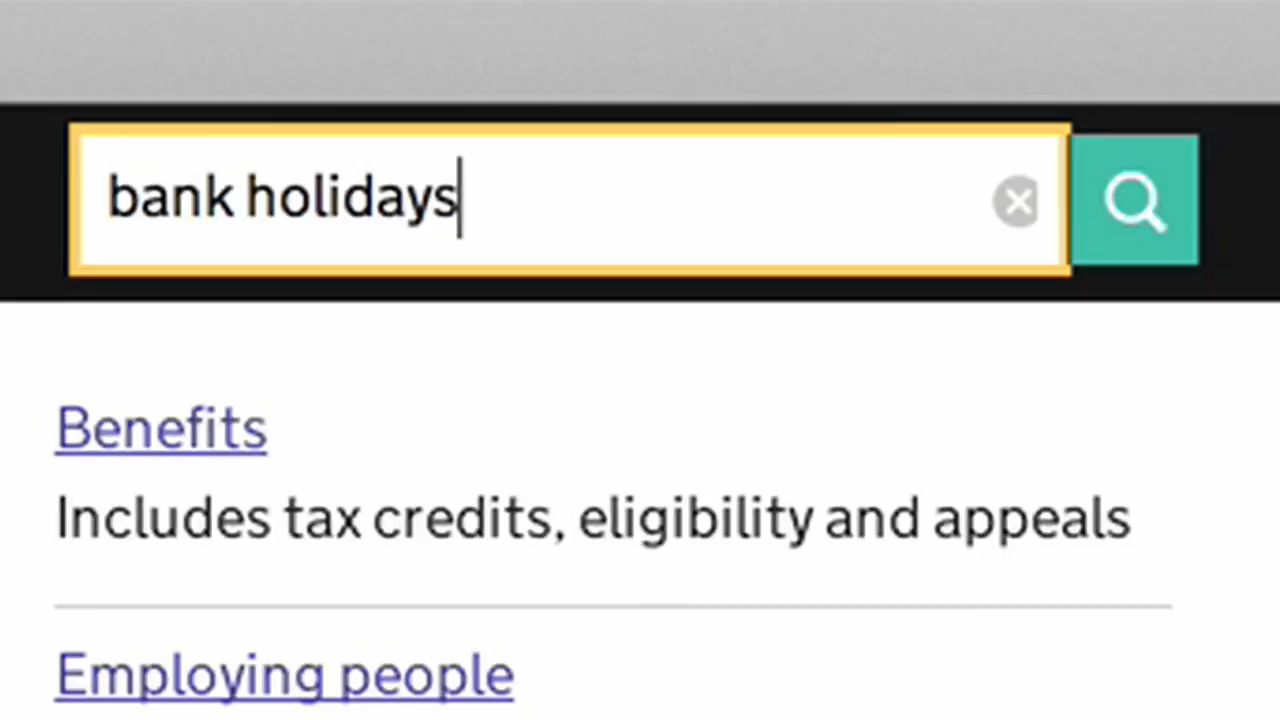 bank holidays
Benefits
Includes tax credits, eligibility and appeals
Employing people